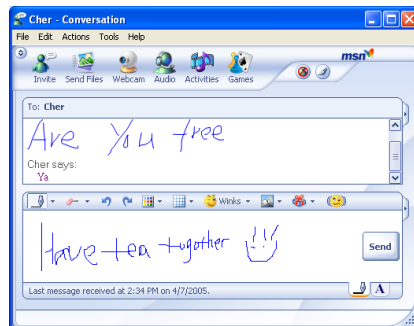 Cher - Conversation
File Edit Actions Tools Help
msn
Invite Send Files Webcam Audio Activities Games
To: Cher
Are You free
Cher says:
Ya
Winks
Have tea together
Send
Last message received at 2:34 PM on 4/7/2005.
A